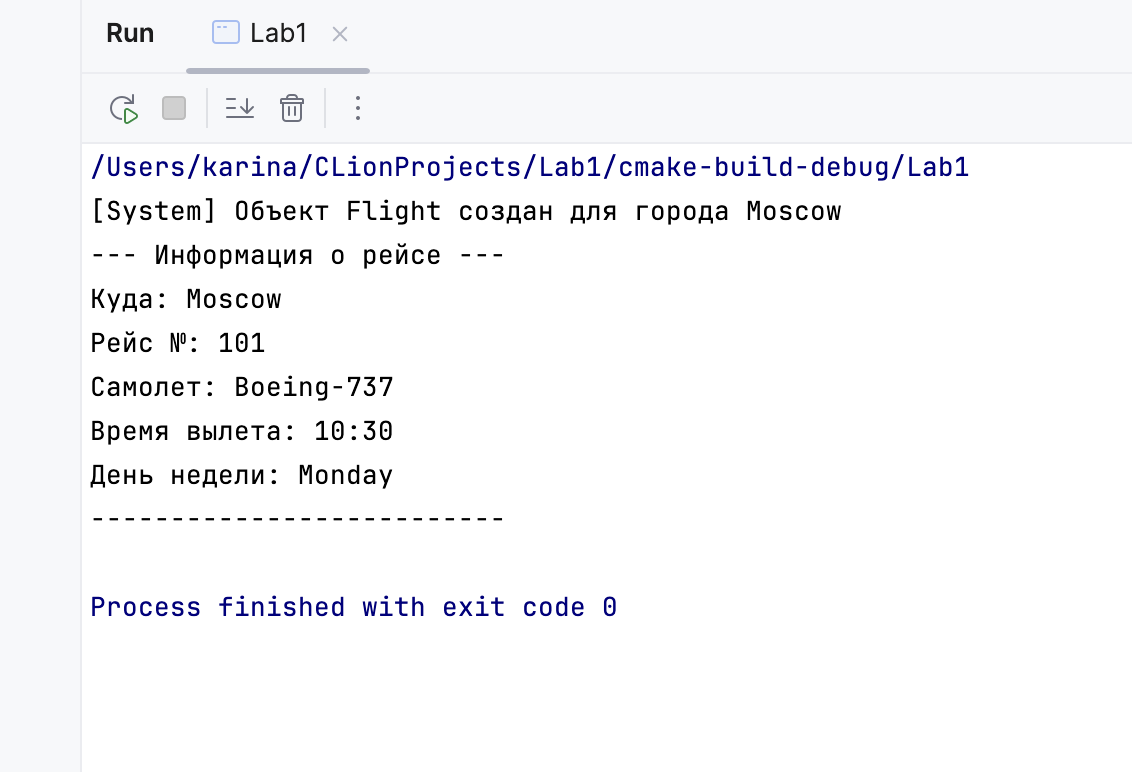 Run
Lab1
/Users/karina/CLionProjects/Lab1/cmake-build-debug/Lab1
[System] Объект Flight создан для города Moscow
--- Информация о рейсе ---
Куда: Moscow
Рейс №: 101
Самолет: Boeing-737
Время вылета: 10:30
День недели: Monday
--------------------------
Process finished with exit code 0